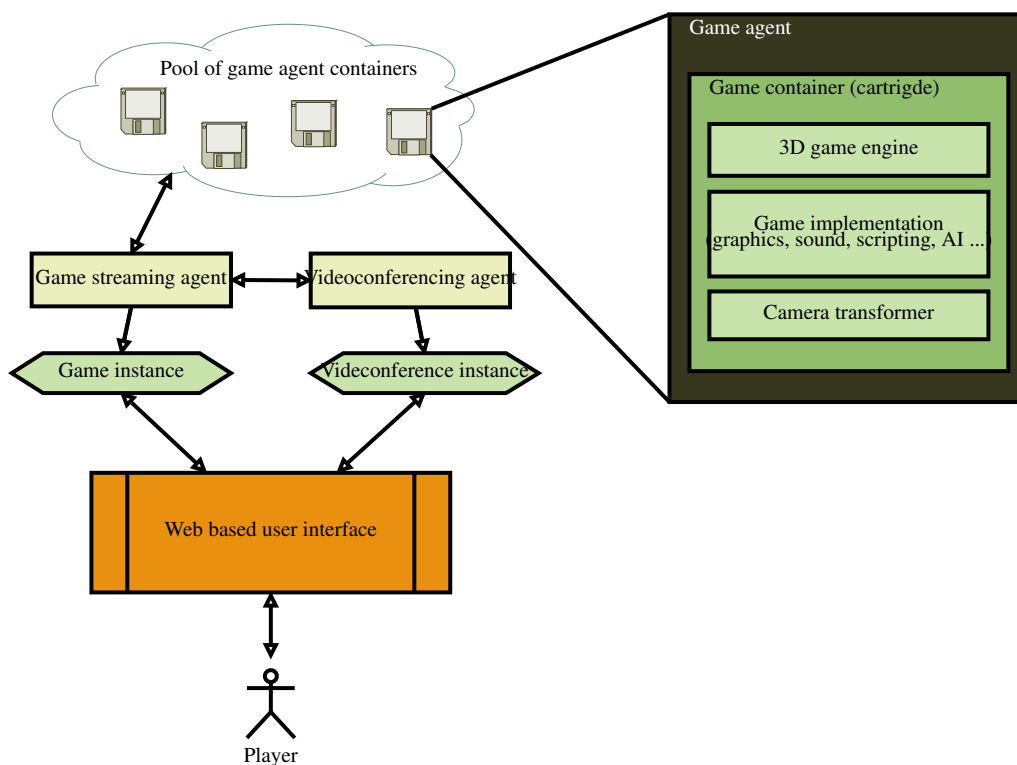 Pool of game agent containers
Game agent
Game container (cartrigde)
3D game engine
Game implementation
(graphics, sound, scripting, AI ...)
Camera transformer
Game streaming agent
Videoconferencing agent
Game instance
Videconference instance
Web based user interface
Player